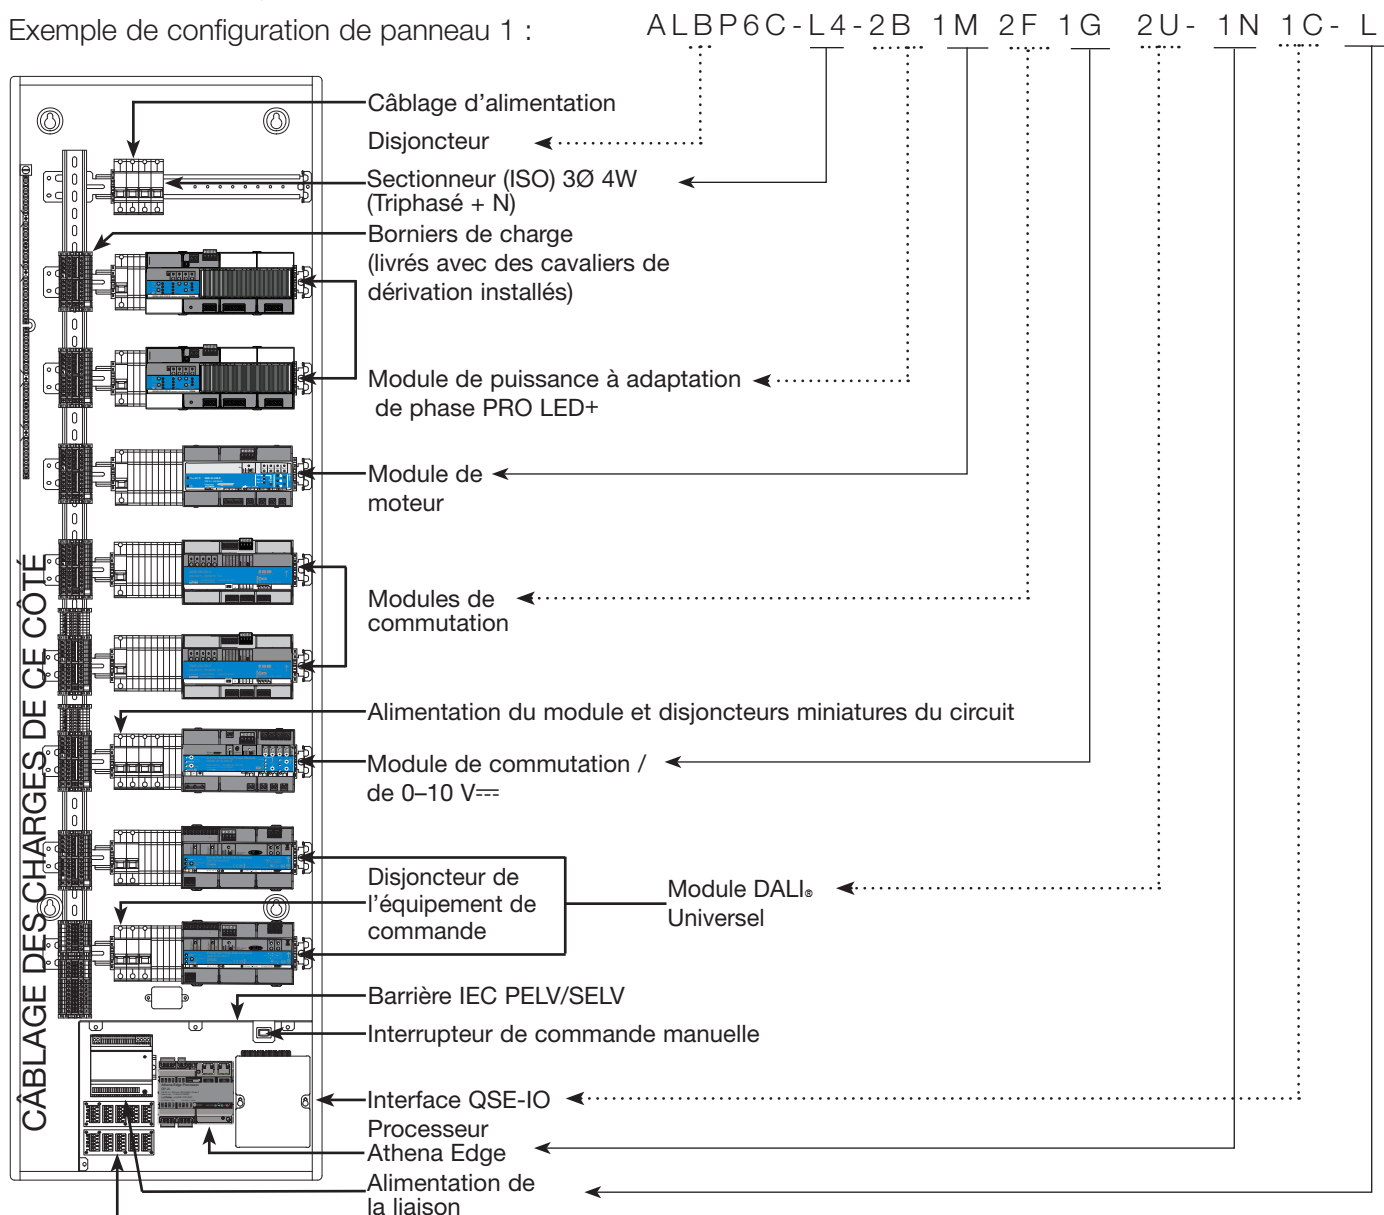 Exemple de configuration de panneau 1 :
ALBP6C-L4-2B 1M 2F 1G 2U- 1N 1C- L
Câblage d'alimentation
Disjoncteur
Sectionneur (ISO) 3Ø 4W
(Triphasé + N)
Borniers de charge
(livrés avec des cavaliers de
dérivation installés)
Module de puissance à adaptation
de phase PRO LED+
Module de
moteur
Modules de
commutation
Alimentation du module et disjoncteurs miniatures du circuit
Module de commutation /
de 0–10 V⎓
Disjoncteur de
l'équipement de
commande
Module DALI®
Universel
Barrière IEC PELV/SELV
Interrupteur de commande manuelle
Interface QSE-IO
Processeur
Athena Edge
Alimentation de
la liaison
CÂBLAGE DES CHARGES DE CE CÔTÉ